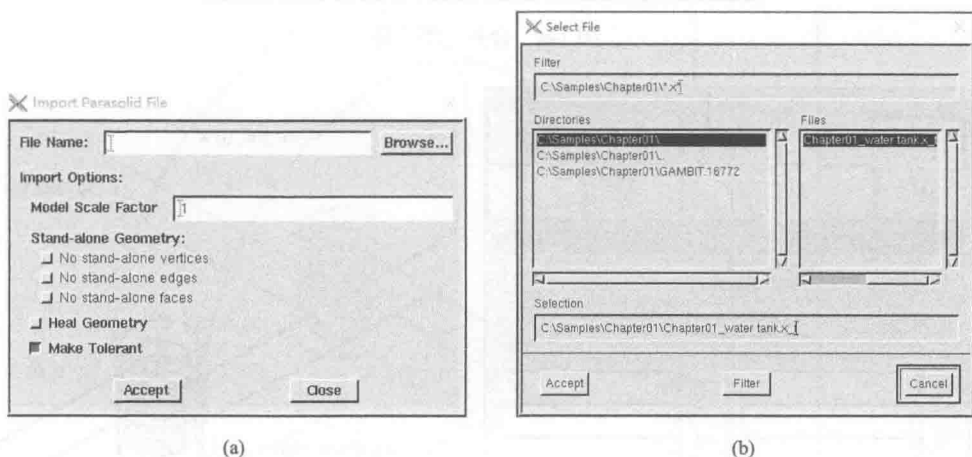 Import Parasolid File
File Name:
Browse...
Import Options:
Model Scale Factor
1
Stand-alone Geometry:
No stand-alone vertices
No stand-alone edges
No stand-alone faces
Heal Geometry
Make Tolerant
Accept
Close
(a)
Select File
Filter
C:\Samples\Chapter01\*.x*
Directories
C:\Samples\Chapter01\.
C:\Samples\Chapter01\..
C:\Samples\Chapter01\GAMBIT.16772
Files
Chapter01_water tank.x_
Selection
C:\Samples\Chapter01\Chapter01_water tank.x_
Accept
Filter
Cancel
(b)